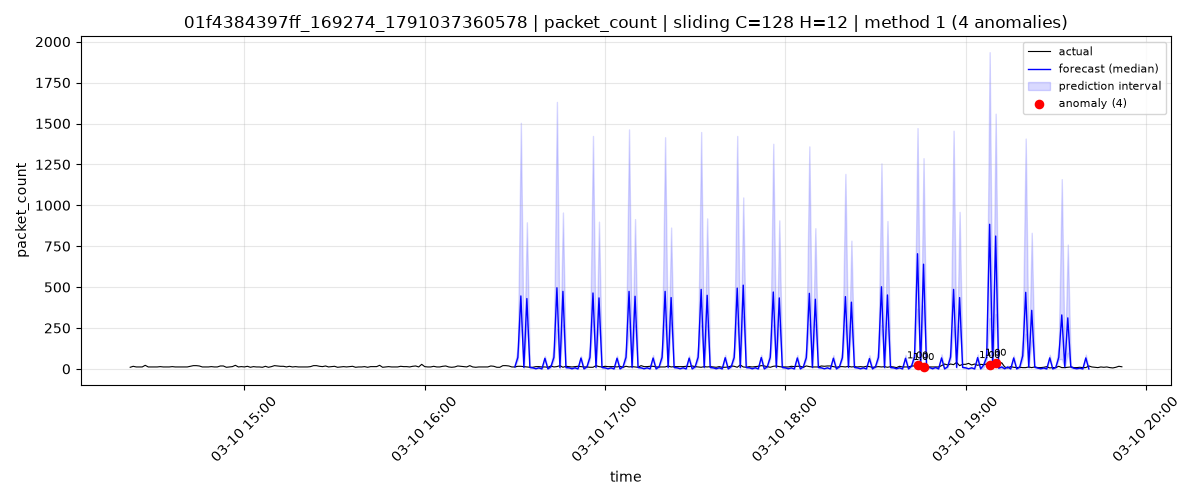 01f4384397ff_169274_1791037360578 | packet_count | sliding C=128 H=12 | method 1 (4 anomalies)
packet_count
2000
1750
1500
1250
1000
750
500
250
0
actual
forecast (median)
prediction interval
anomaly (4)
03-10 15:00
03-10 16:00
03-10 17:00
03-10 18:00
03-10 19:00
03-10 20:00
time